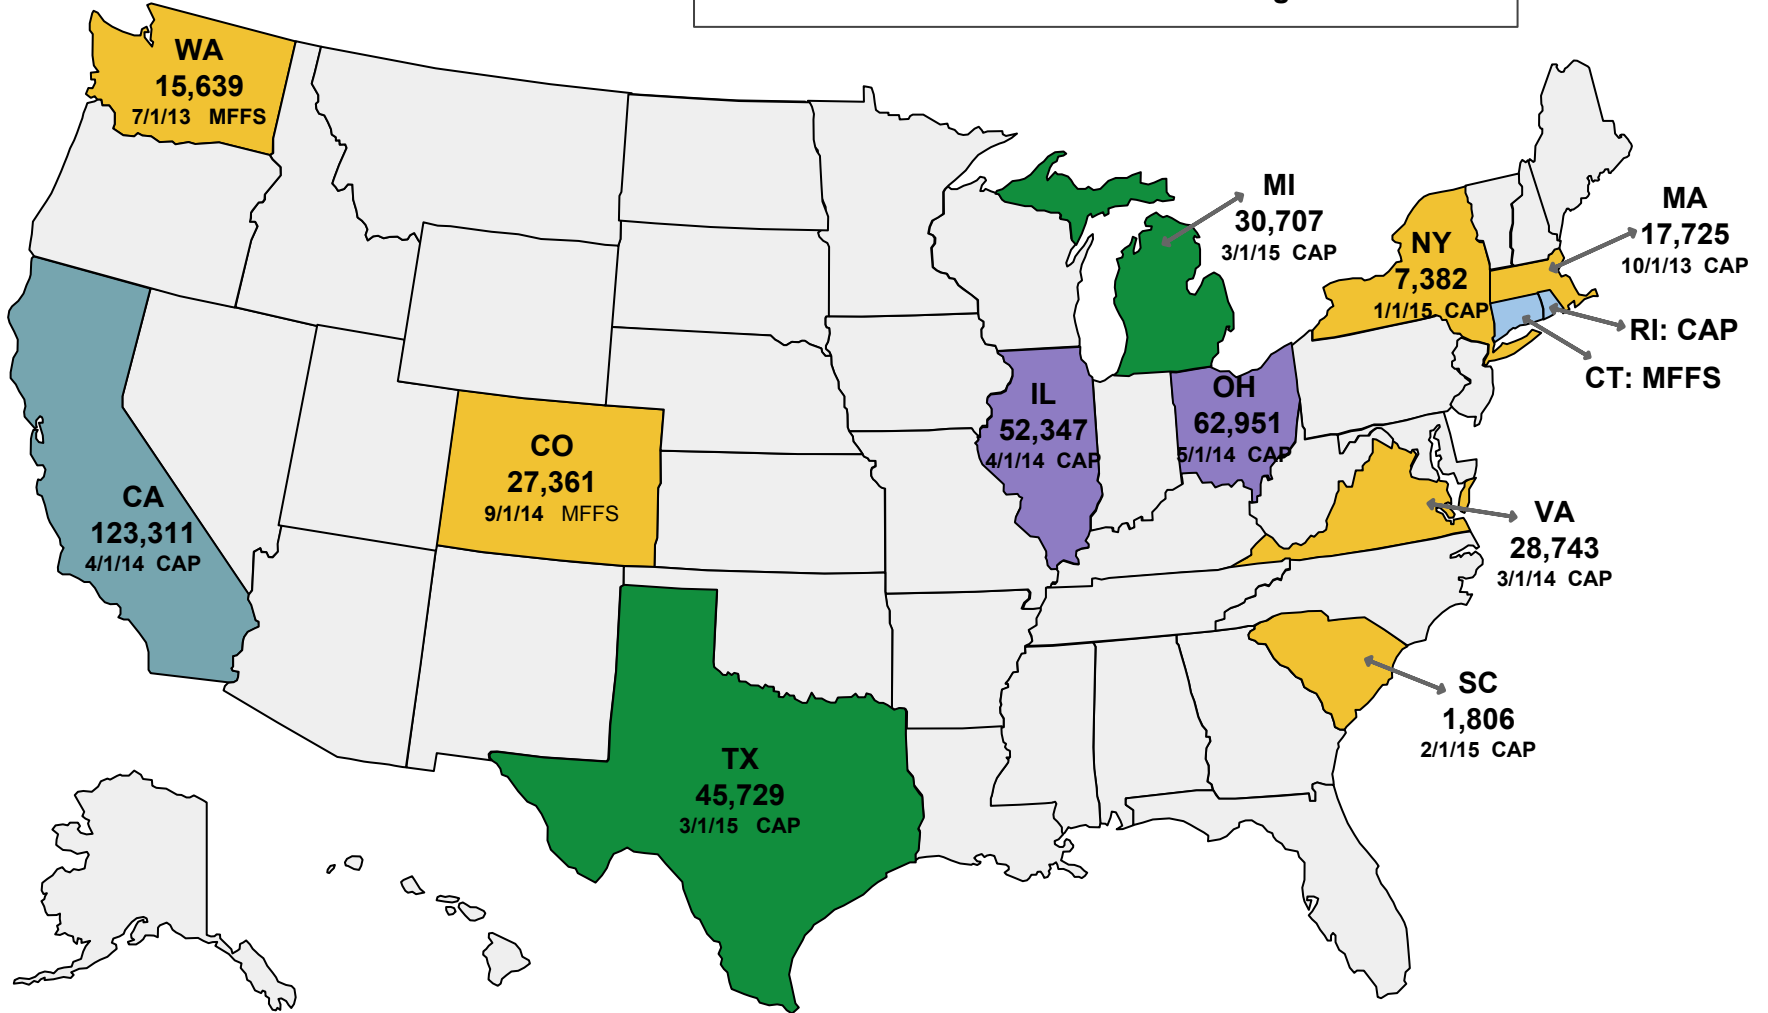 WA
15,639
7/1/13 MFFS
MI
30,707
3/1/15 CAP
MA
17,725
10/1/13 CAP
NY
7,382
1/1/15 CAP
RI: CAP
CT: MFFS
IL
52,347
4/1/14 CAP
OH
62,951
5/1/14 CAP
CO
27,361
9/1/14 MFFS
CA
123,311
4/1/14 CAP
VA
28,743
3/1/14 CAP
SC
1,806
2/1/15 CAP
TX
45,729
3/1/15 CAP